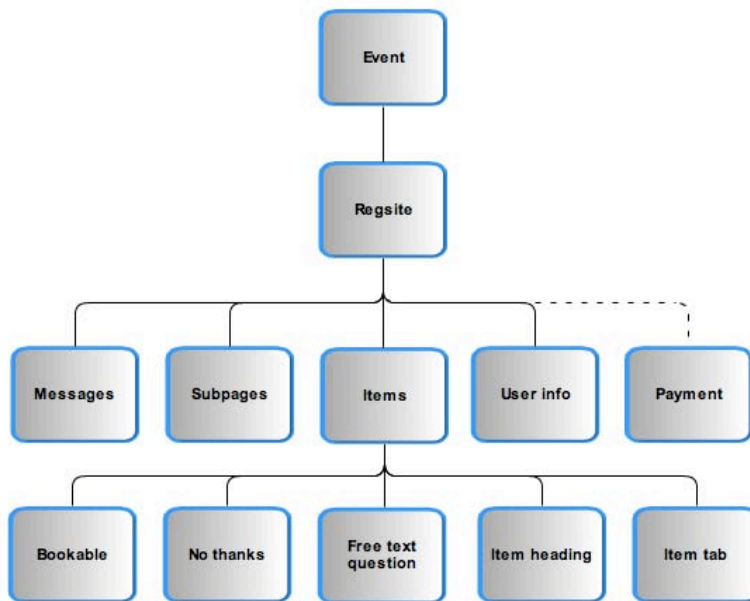 Event
Regsite
Messages
Subpages
Items
User info
Payment
Bookable
No thanks
Free text
question
Item heading
Item tab